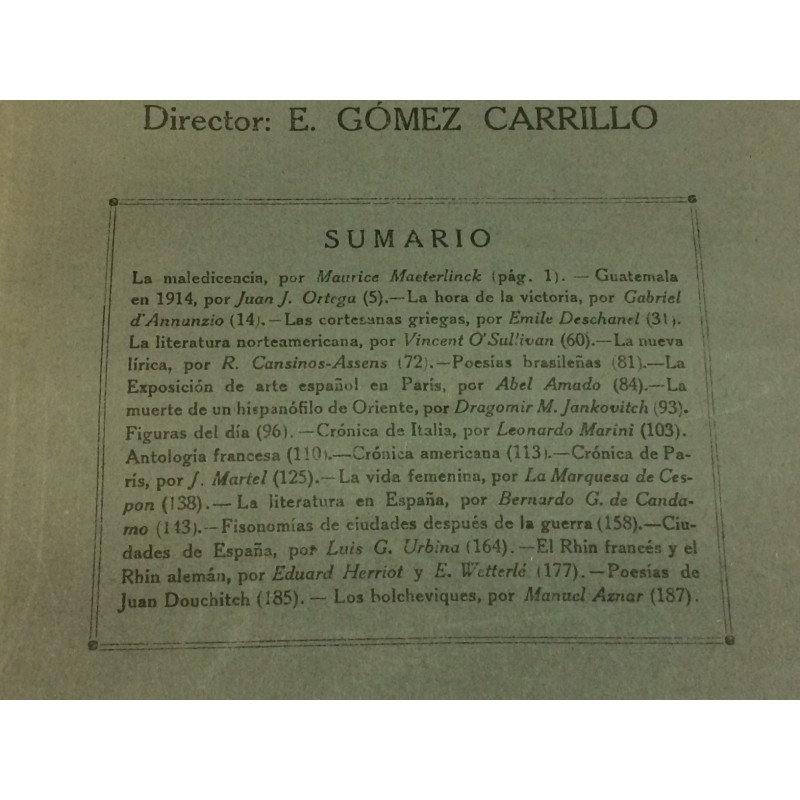 Director: E. GÓMEZ CARRILLO
SUMARIO
La malediceacia, por Maurice Maeterlinck (pág. 1). — Guatemala
en 1914, por Juan J. Ortega (5).—La hora de la victoria, por Gabriel
d'Annunzio (14).—Las cortesanas griegas, por Emile Deschanel (31).
La literatura norteamericana, por Vincent O'Sullivan (60).—La nueva
lírica, por R. Cansinos-Assens (72).—Poesías brasileñas (81).—La
Exposición de arte español en Paris, por Abel Amado (84).—La
muerte de un hispanófilo de Oriente, por Dragomir M. Jankovitch (93).
Figuras del día (96). —Crónica de Italia, por Leonardo Marini (103).
Antología francesa (110).—Crónica americana (113).—Crónica de Pa-
rís, por J. Martel (125).—La vida femenina, por La Marquesa de Ces-
pon (138).— La literatura en España, por Bernardo G. de Canda-
mo (143).—Fisonomías de ciudades después de la guerra (158).—Ciu-
dades de España, por Luis G. Urbina (164).—El Rhin francés y el
Rhin alemán, por Eduard Herriot y E. Wetterlé (177).—Poesías de
Juan Douchitch (185). — Los bolcheviques, por Manuel Aznar (187).